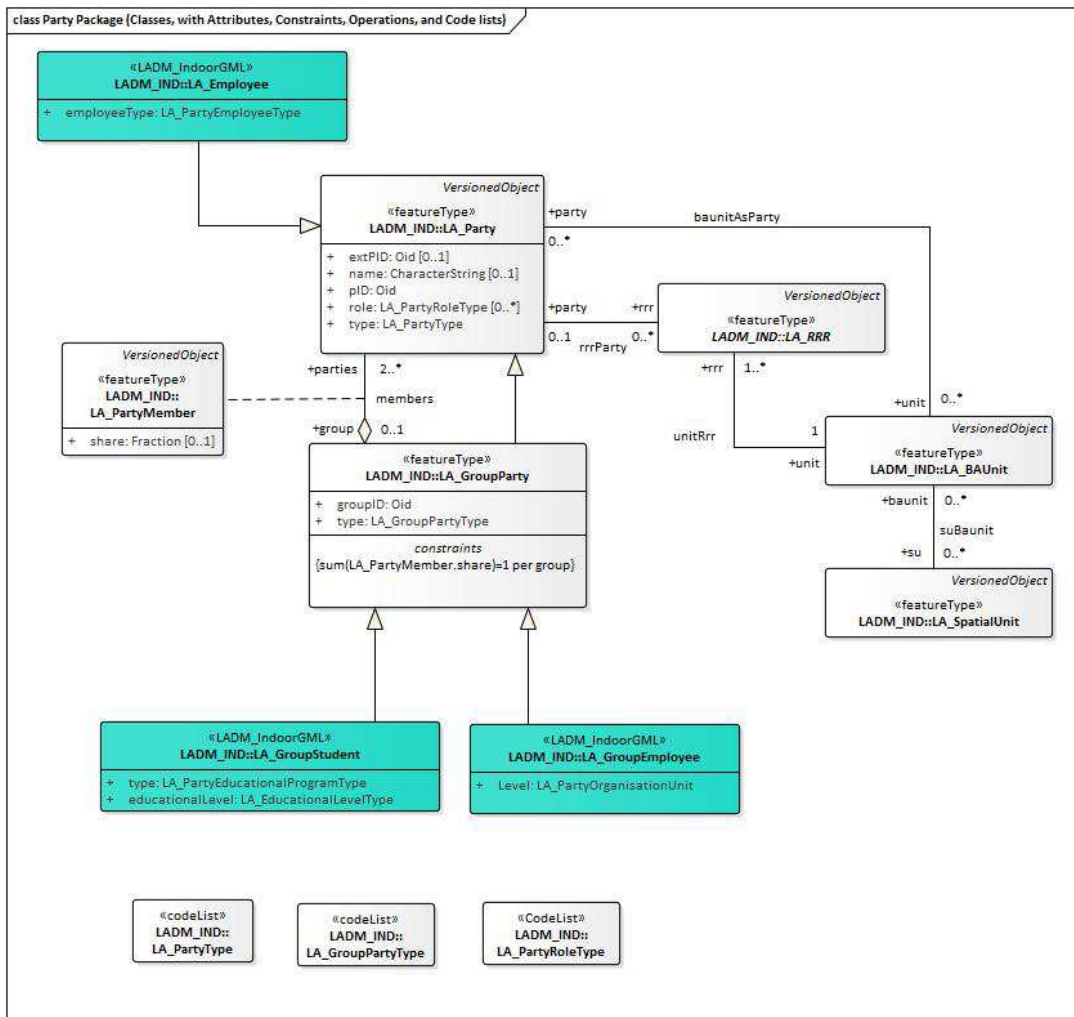 class Party Package {Classes, with Attributes, Constraints, Operations, and Code lists}
«LADM_IndoorGML»
LADM_IND::LA_Employee
+ employeeType: LA_PartyEmployeeType
VersionedObject
«featureType»
LADM_IND::LA_Party
+ extPID: Oid [0..1]
+ name: CharacterString [0..1]
+ pID: Oid
+ role: LA_PartyRoleType [0..*]
+ type: LA_PartyType
+party
0..*
baunitAsParty
+party
0..1
rrrParty
+rrr
0..*
VersionedObject
«featureType»
LADM_IND::LA_RRR
VersionedObject
«featureType»
LADM_IND::
LA_PartyMember
+ share: Fraction [0..1]
+parties
2..*
members
+group
0..1
+rrr
1..*
unitRrr
1
+unit
+unit
0..*
VersionedObject
«featureType»
LADM_IND::LA_BAUnit
«featureType»
LADM_IND::LA_GroupParty
+ groupID: Oid
+ type: LA_GroupPartyType
constraints
{sum(LA_PartyMember.share)=1 per group}
+baunit
0..*
suBaunit
+su
0..*
VersionedObject
«featureType»
LADM_IND::LA_SpatialUnit
«LADM_IndoorGML»
LADM_IND::LA_GroupStudent
+ type: LA_PartyEducationalProgramType
+ educationalLevel: LA_EducationalLevelType
«LADM_IndoorGML»
LADM_IND::LA_GroupEmployee
+ Level: LA_PartyOrganisationUnit
«codeList»
LADM_IND::
LA_PartyType
«codeList»
LADM_IND::
LA_GroupPartyType
«CodeList»
LADM_IND::
LA_PartyRoleType